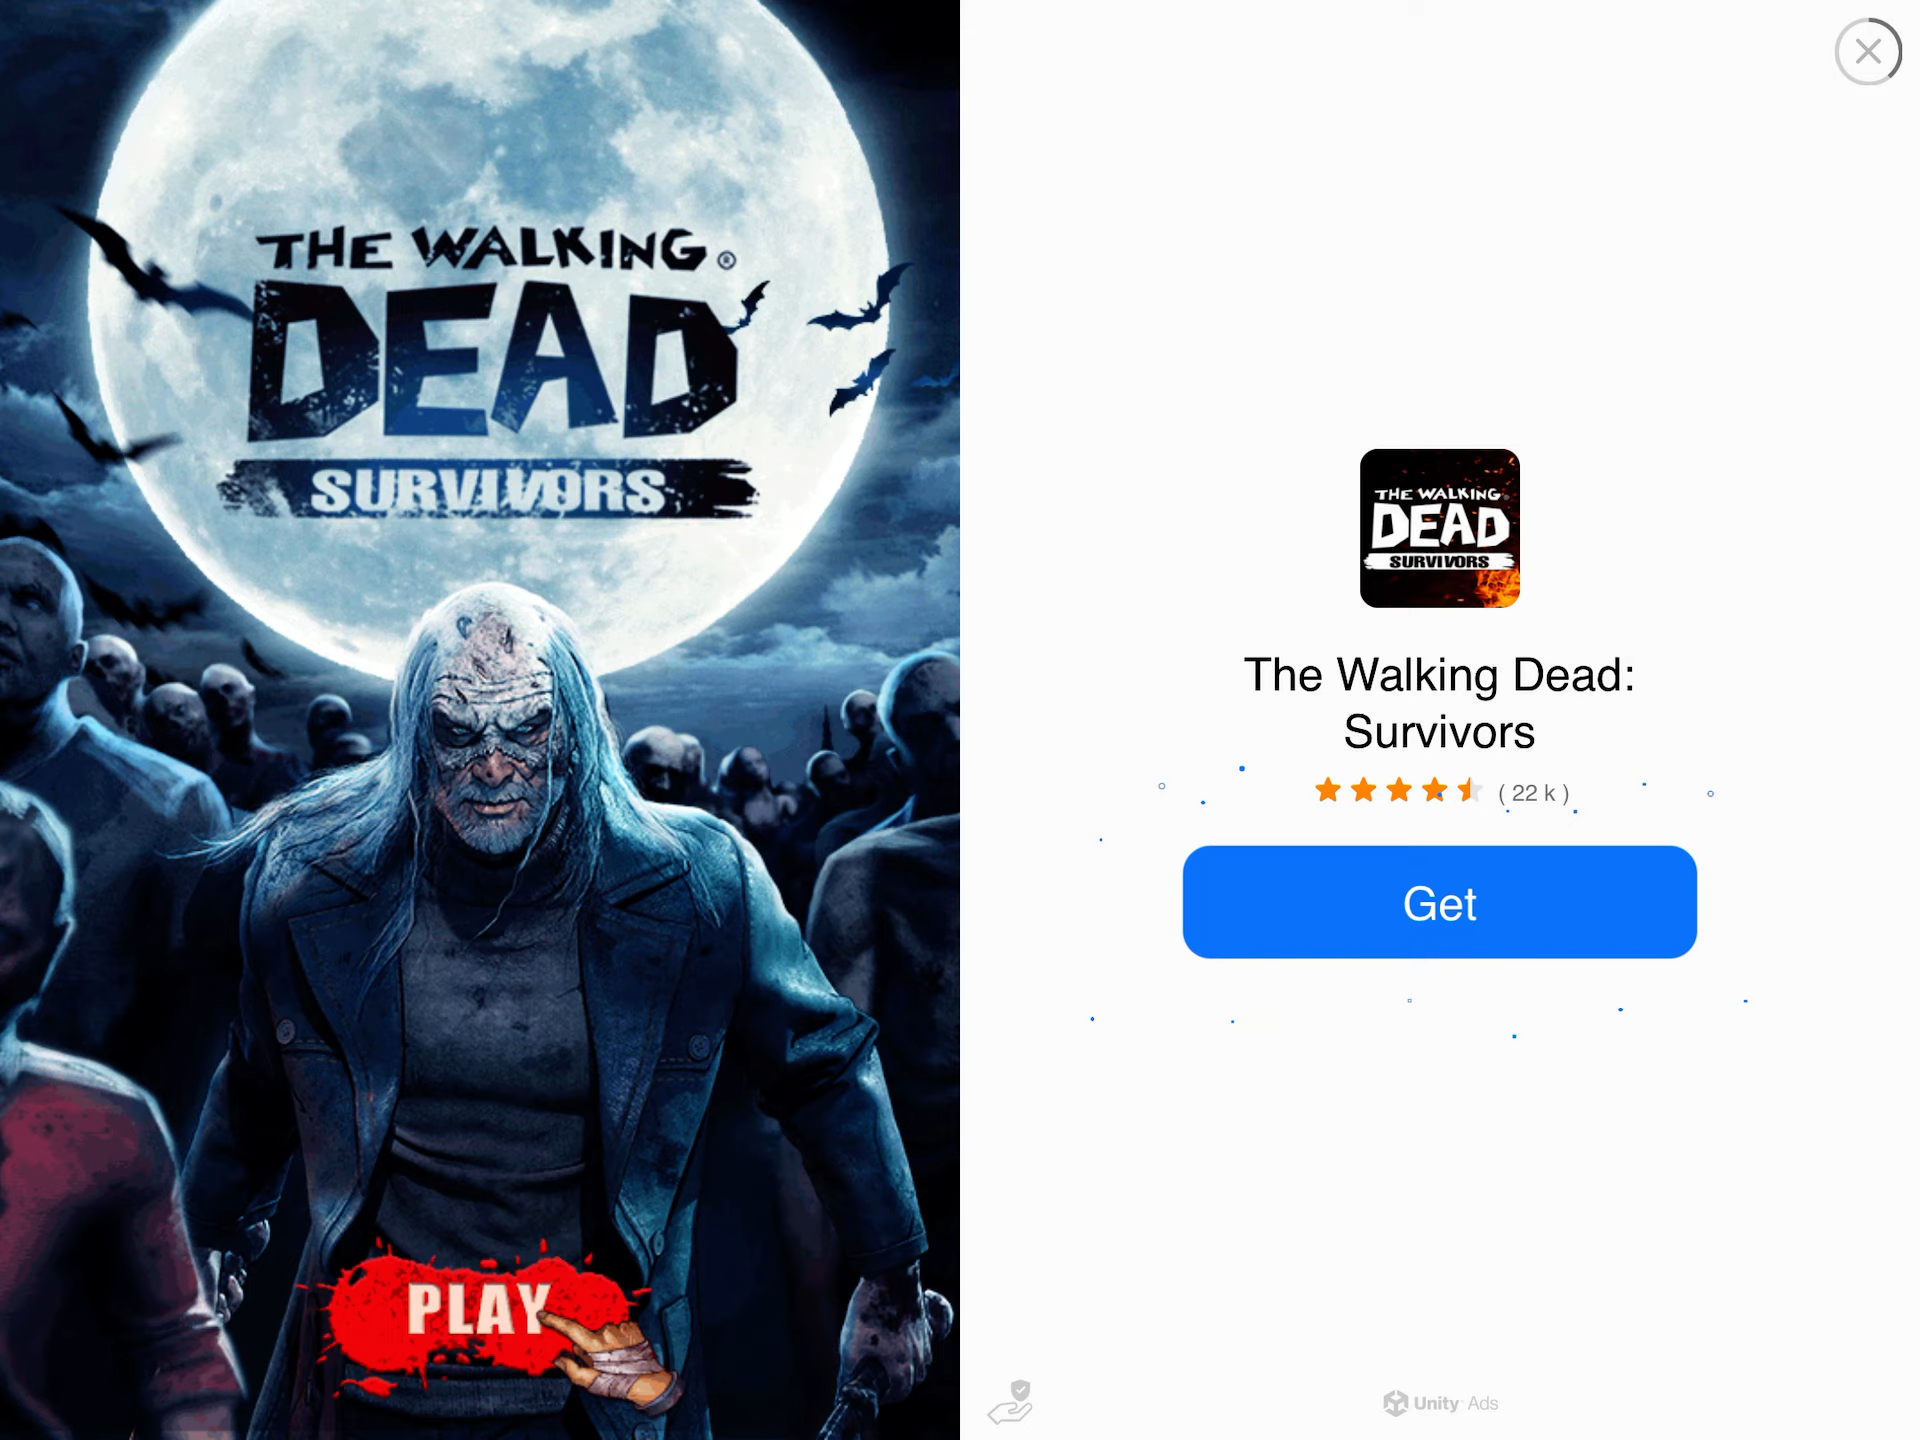 THE WALKING®
DEAD
SURVIVORS
PLAY
THE WALKING
DEAD
SURVIVORS
The Walking Dead:
Survivors
( 22 k )
Get
Unity Ads